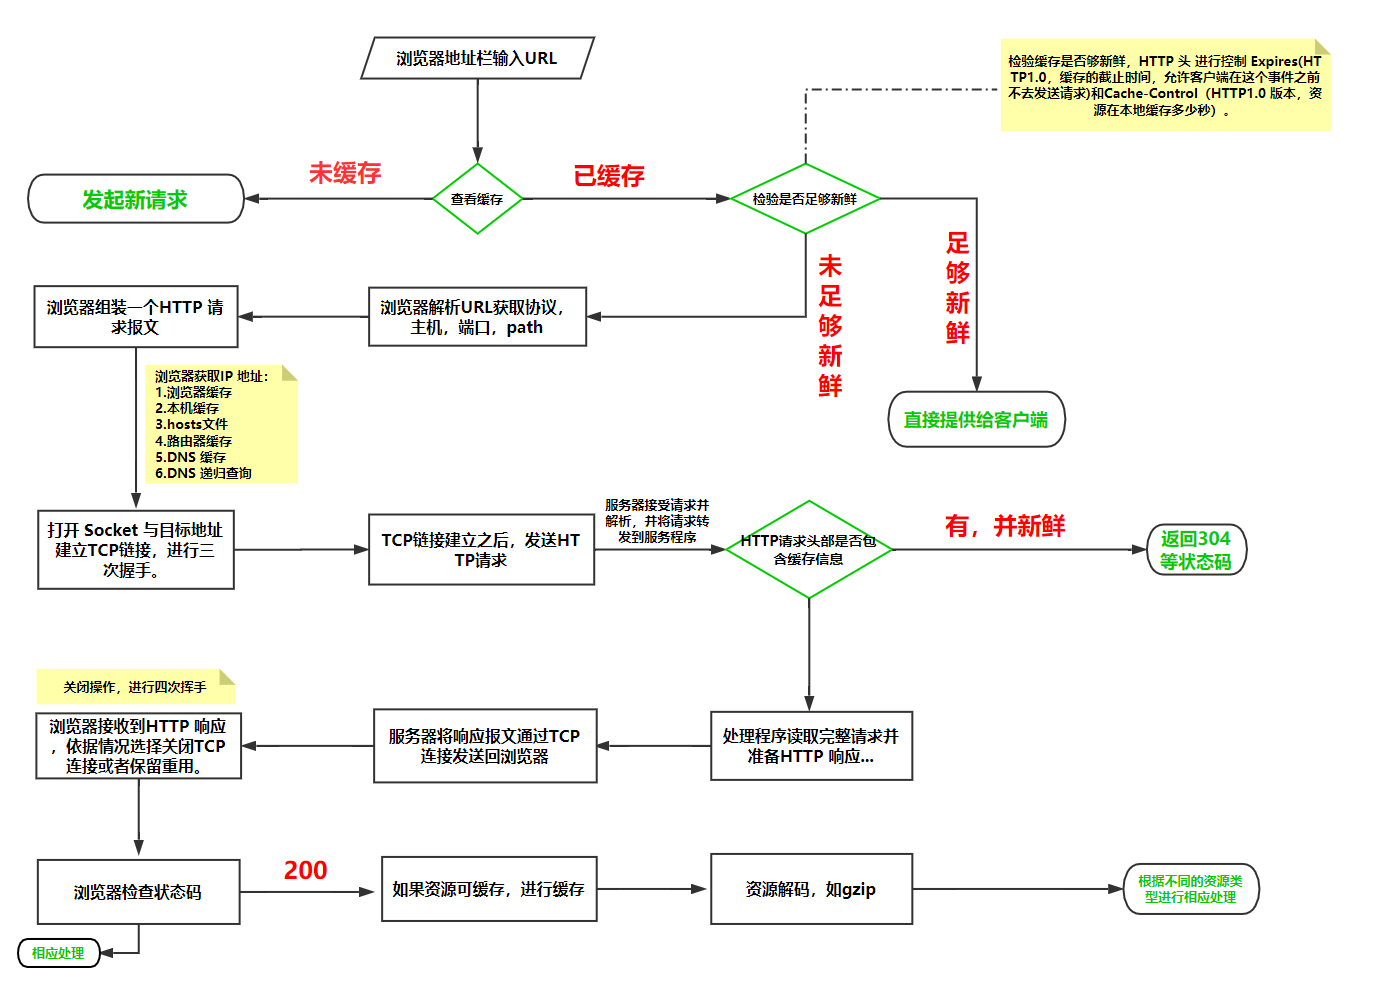 浏览器地址栏输入URL
检验缓存是否够新鲜，HTTP 头 进行控制 Expires(HT
TP1.0，缓存的截止时间，允许客户端在这个事件之前
不去发送请求)和Cache-Control（HTTP1.0 版本，资
源在本地缓存多少秒）。
未缓存
已缓存
发起新请求
查看缓存
检验是否足够新鲜
未足够新鲜
足够新鲜
浏览器组装一个HTTP 请
求报文
浏览器解析URL获取协议，
主机，端口，path
浏览器获取IP 地址：
1.浏览器缓存
2.本机缓存
3.hosts文件
4.路由器缓存
5.DNS 缓存
6.DNS 递归查询
直接提供给客户端
打开 Socket 与目标地址
建立TCP链接，进行三
次握手。
TCP链接建立之后，发送HT
TP请求
服务器接受请求并
解析，并将请求转
发到服务程序
HTTP请求头部是否包
含缓存信息
有，并新鲜
返回304
等状态码
关闭操作，进行四次挥手
浏览器接收到HTTP 响应
，依据情况选择关闭TCP
连接或者保留重用。
服务器将响应报文通过TCP
连接发送回浏览器
处理程序读取完整请求并
准备HTTP 响应...
浏览器检查状态码
200
如果资源可缓存，进行缓存
资源解码，如gzip
根据不同的资源类
型进行相应处理
相应处理